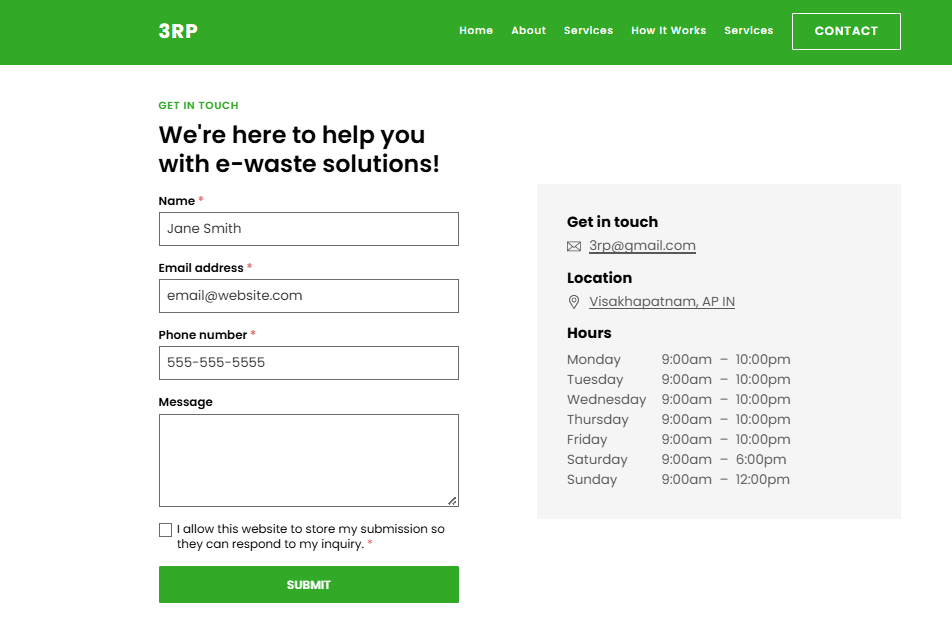 3RP
Home About Services How It Works Services CONTACT
GET IN TOUCH
We're here to help you
with e-waste solutions!
Name *
Jane Smith
Email address *
email@website.com
Phone number *
555-555-5555
Message
I allow this website to store my submission so
they can respond to my inquiry. *
SUBMIT
Get in touch
3rp@gmail.com
Location
Visakhapatnam, AP IN
Hours
Monday 9:00am – 10:00pm
Tuesday 9:00am – 10:00pm
Wednesday 9:00am – 10:00pm
Thursday 9:00am – 10:00pm
Friday 9:00am – 10:00pm
Saturday 9:00am – 6:00pm
Sunday 9:00am – 12:00pm